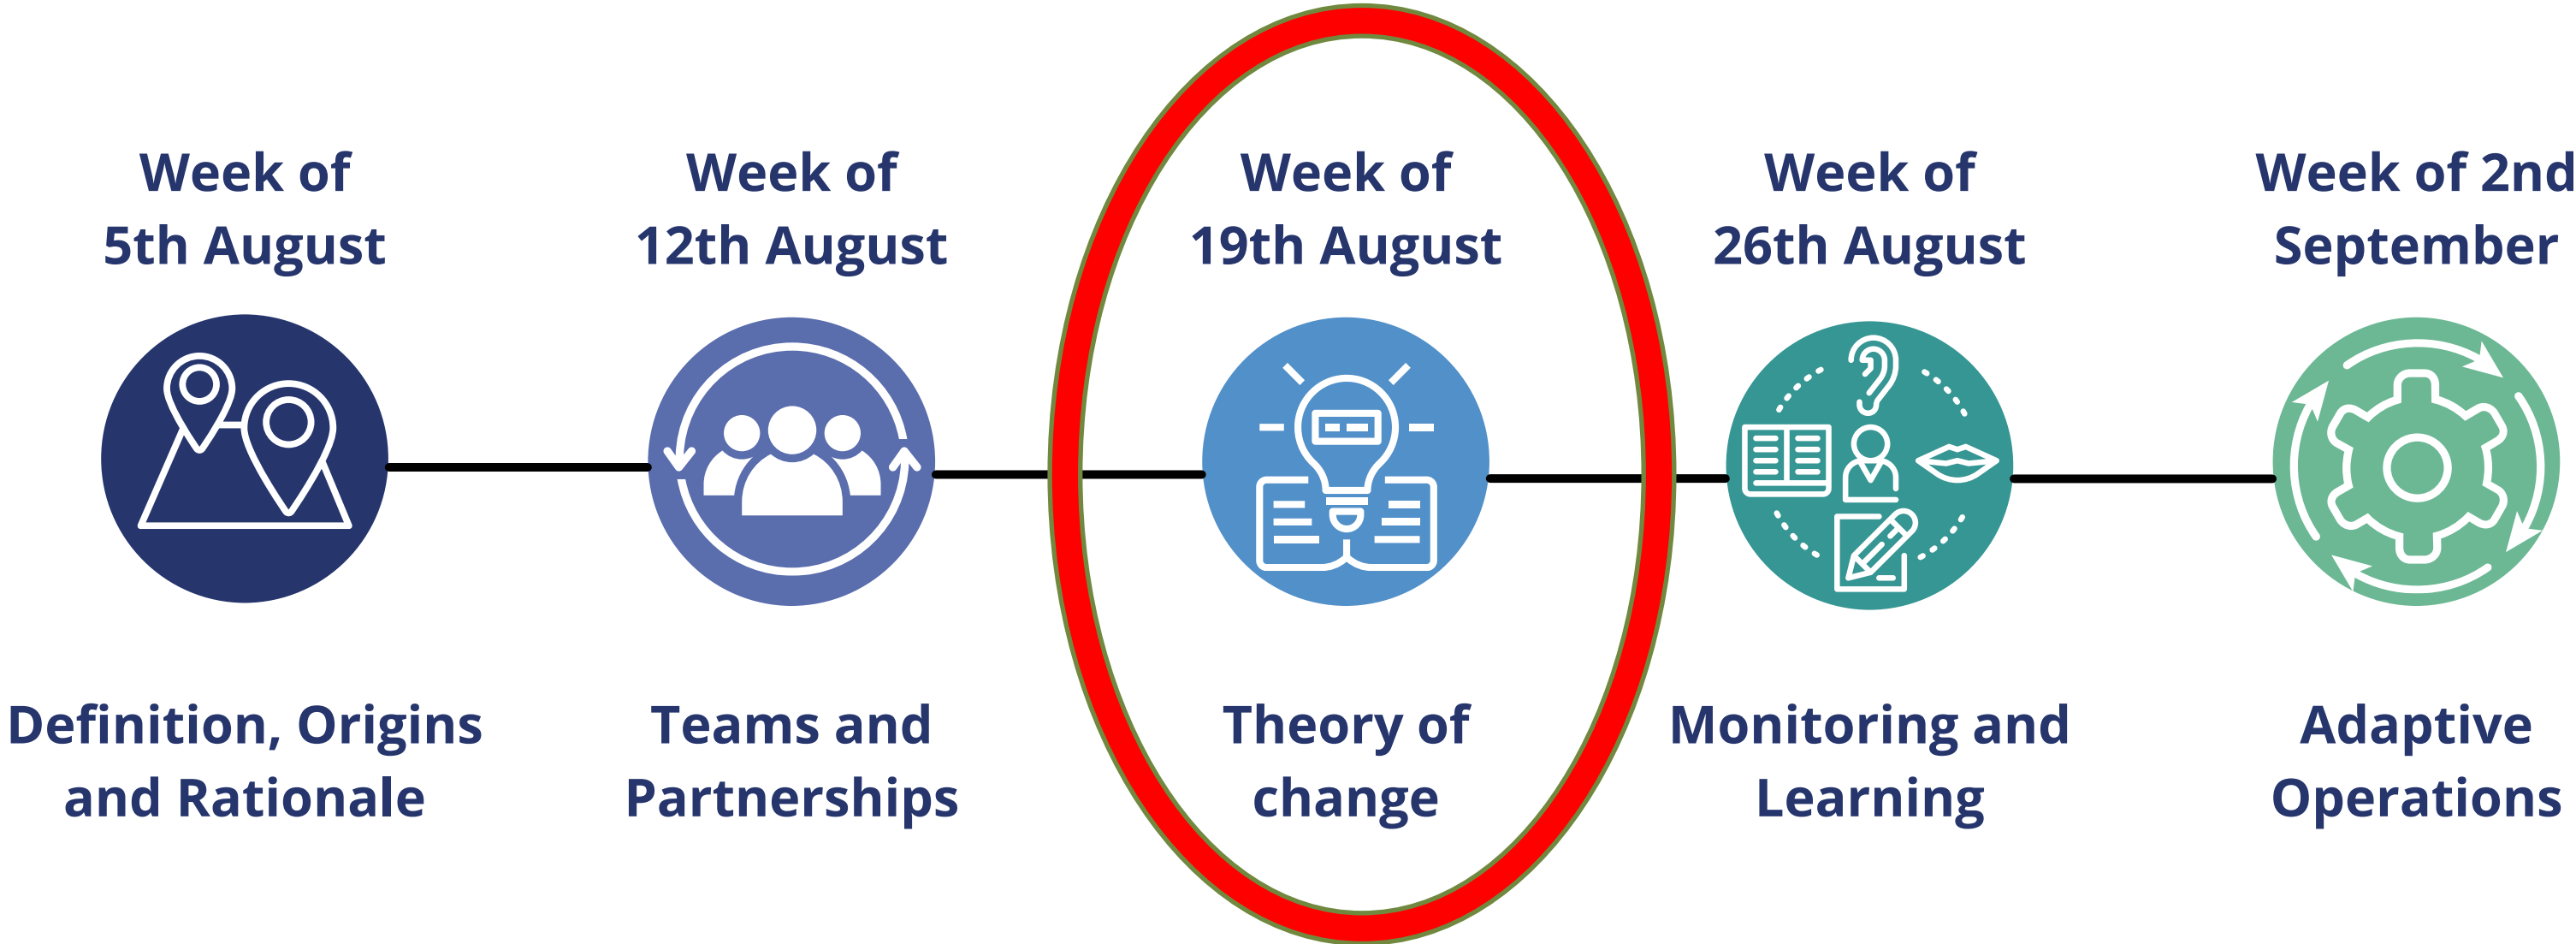 Week of
5th August
Week of
12th August
Week of
19th August
Week of
26th August
Week of 2nd
September
Definition, Origins
and Rationale
Teams and
Partnerships
Theory of
change
Monitoring and
Learning
Adaptive
Operations